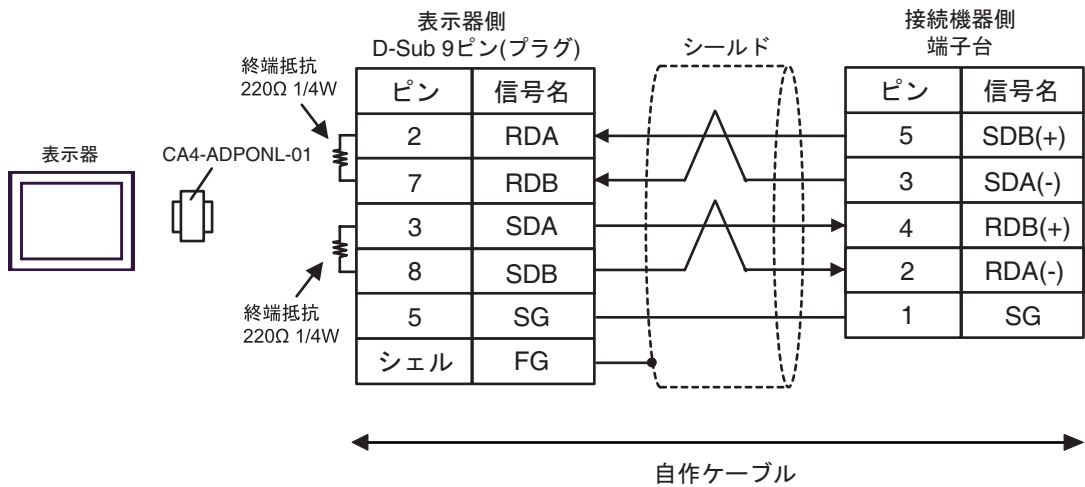 表示器側
D-Sub 9ピン(プラグ)
シールド
接続機器側
端子台
終端抵抗
220Ω 1/4W
ピン 信号名
2 RDA
7 RDB
3 SDA
8 SDB
5 SG
シェル FG
ピン 信号名
5 SDB(+)
3 SDA(-)
4 RDB(+)
2 RDA(-)
1 SG
表示器
CA4-ADPONL-01
終端抵抗
220Ω 1/4W
自作ケーブル